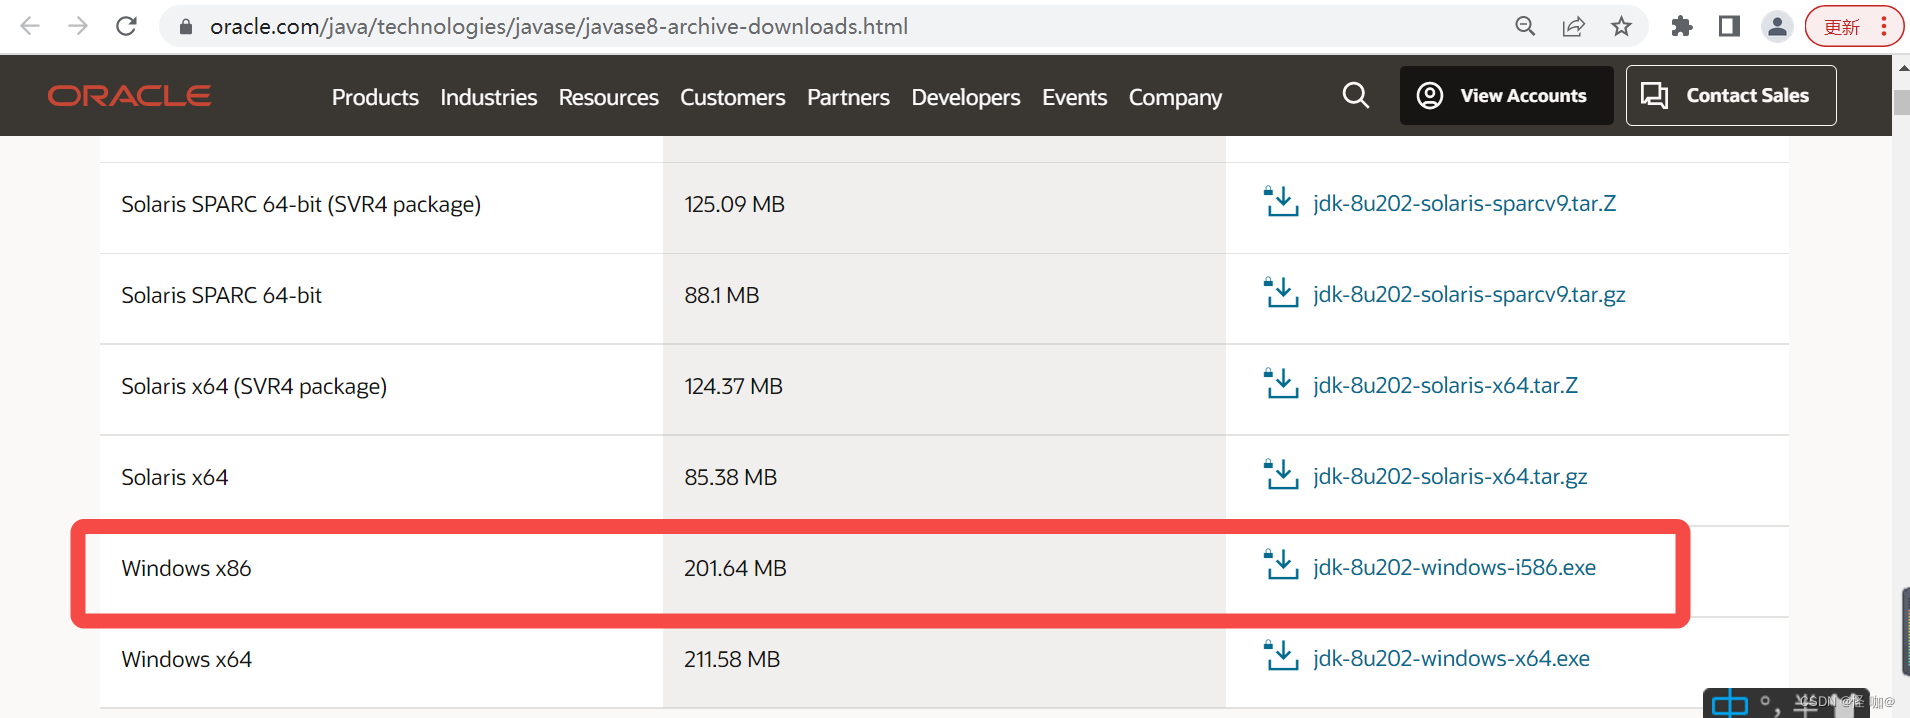 oracle.com/java/technologies/javase/javase8-archive-downloads.html
更新
ORACLE
Products Industries Resources Customers Partners Developers Events Company
View Accounts
Contact Sales
Solaris SPARC 64-bit (SVR4 package) 125.09 MB jdk-8u202-solaris-sparcv9.tar.Z
Solaris SPARC 64-bit 88.1 MB jdk-8u202-solaris-sparcv9.tar.gz
Solaris x64 (SVR4 package) 124.37 MB jdk-8u202-solaris-x64.tar.Z
Solaris x64 85.38 MB jdk-8u202-solaris-x64.tar.gz
Windows x86 201.64 MB jdk-8u202-windows-i586.exe
Windows x64 211.58 MB jdk-8u202-windows-x64.exe
中 °, 半
CSDN